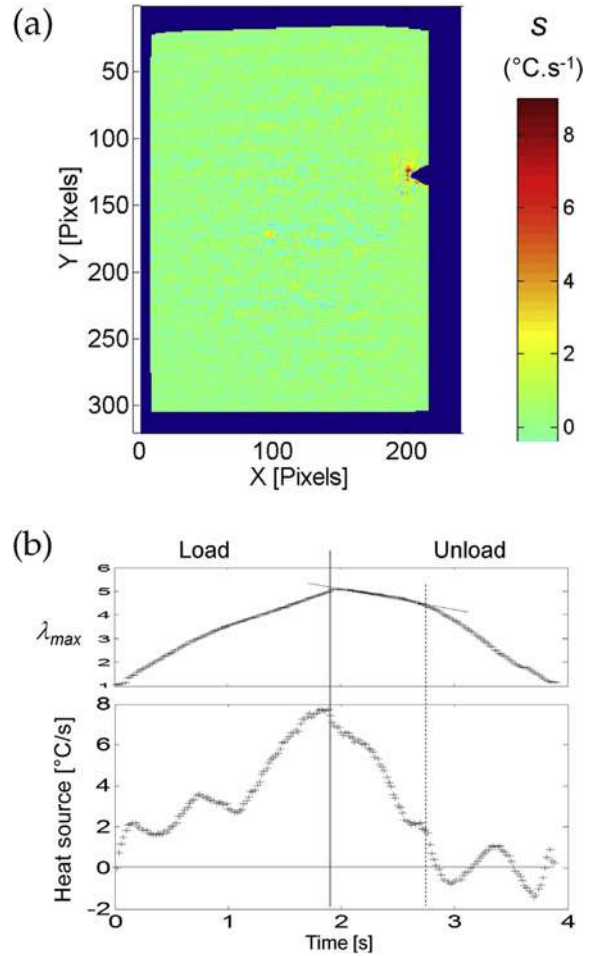 (a)
S
(°C.s-1)
50
100
150
200
250
300
Y [Pixels]
0
100
200
X [Pixels]
8
6
4
2
0
(b)
Load
Unload
λmax
6
5
4
3
2
1
Heat source [°C/s]
8
6
4
2
0
-2
0
1
2
3
4
Time [s]